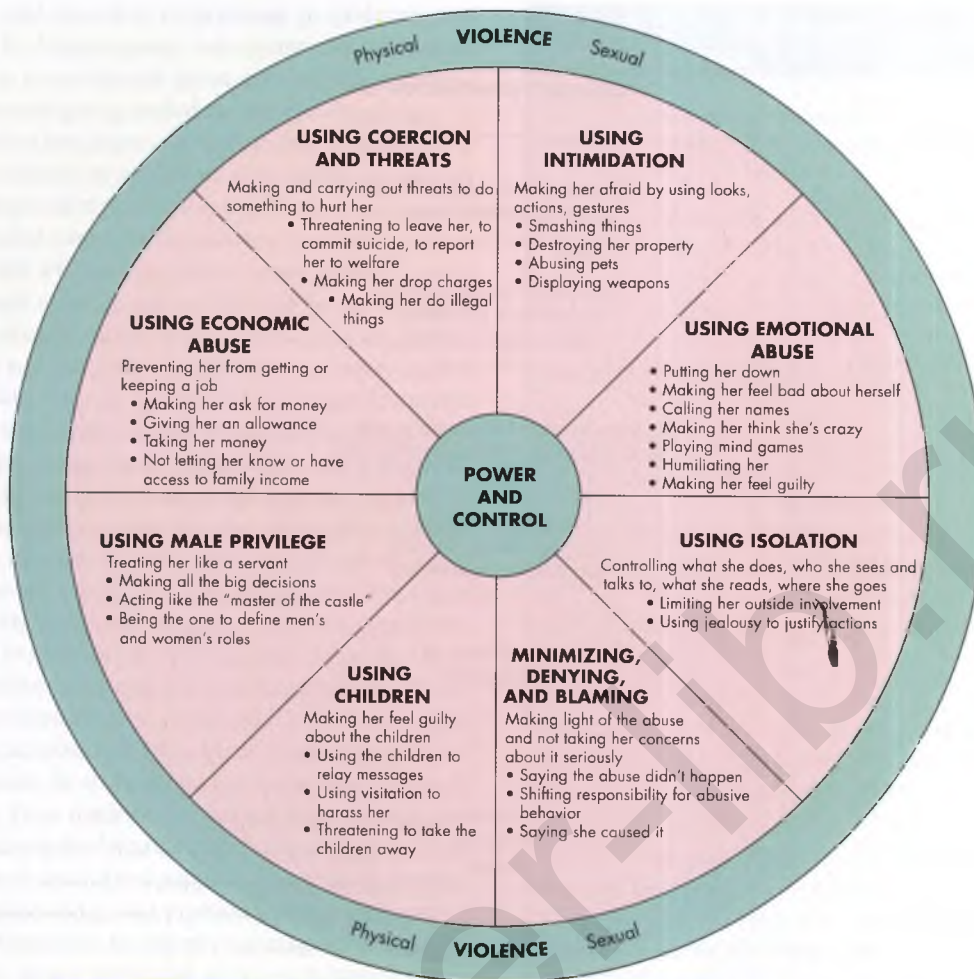 Physical VIOLENCE Sexual
USING COERCION
AND THREATS
Making and carrying out threats to do
something to hurt her
• Threatening to leave her, to
commit suicide, to report
her to welfare
• Making her drop charges
• Making her do illegal
things
USING
INTIMIDATION
Making her afraid by using looks,
actions, gestures
• Smashing things
• Destroying her property
• Abusing pets
• Displaying weapons
USING ECONOMIC
ABUSE
Preventing her from getting or
keeping a job
• Making her ask for money
• Giving her an allowance
• Taking her money
• Not letting her know or have
access to family income
USING EMOTIONAL
ABUSE
• Putting her down
• Making her feel bad about herself
• Calling her names
• Making her think she's crazy
• Playing mind games
• Humiliating her
• Making her feel guilty
POWER
AND
CONTROL
USING MALE PRIVILEGE
Treating her like a servant
• Making all the big decisions
• Acting like the "master of the castle"
• Being the one to define men's
and women's roles
USING ISOLATION
Controlling what she does, who she sees and
talks to, what she reads, where she goes
• Limiting her outside involvement
• Using jealousy to justify actions
USING
CHILDREN
Making her feel guilty
about the children
• Using the children to
relay messages
• Using visitation to
harass her
• Threatening to take the
children away
MINIMIZING,
DENYING,
AND BLAMING
Making light of the abuse
and not taking her concerns
about it seriously
• Saying the abuse didn't happen
• Shifting responsibility for abusive
behavior
• Saying she caused it
Physical VIOLENCE Sexual